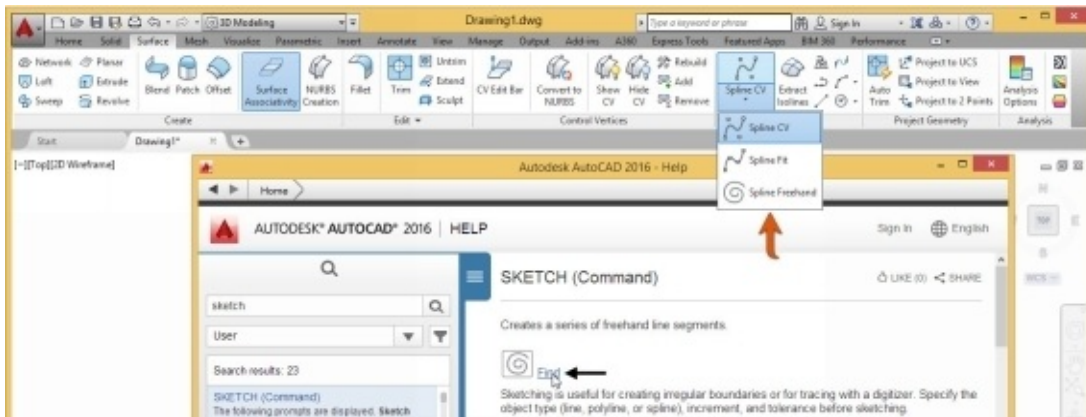 3D Modeling
Drawing1.dwg
Type a keyword or phrase
Sign In
Home Solid Surface Mesh Visualize Parametric Insert Annotate View Manage Output Add-ins A360 Express Tools Featured Apps BIM 360 Performance
Network Planar
Loft Extrude
Sweep Revolve
Blend Patch Offset
Surface Associativity
NURBS Creation
Fillet
Trim
Untrim
Extend
Sculpt
CV Edit Bar
Convert to NURBS
Show CV
Hide CV
Rebuild
Add
Remove
Spline CV
Extract Isolines
Auto Trim
Project to UCS
Project to View
Project to 2 Points
Analysis Options
Create
Edit
Control Vertices
Project Geometry
Analysis
Spline CV
Spline Fit
Spline Freehand
Start
Drawing1*
[-][Top][2D Wireframe]
Autodesk AutoCAD 2016 - Help
Home
AUTODESK® AUTOCAD® 2016 HELP
Sign In
English
TOP
N
E
S
WCS
sketch
User
Search results: 23
SKETCH (Command)
The following prompts are displayed. Sketch
SKETCH (Command)
LIKE (0) SHARE
Creates a series of freehand line segments.
Find
Sketching is useful for creating irregular boundaries or for tracing with a digitizer. Specify the
object type (line, polyline, or spline), increment, and tolerance before sketching.